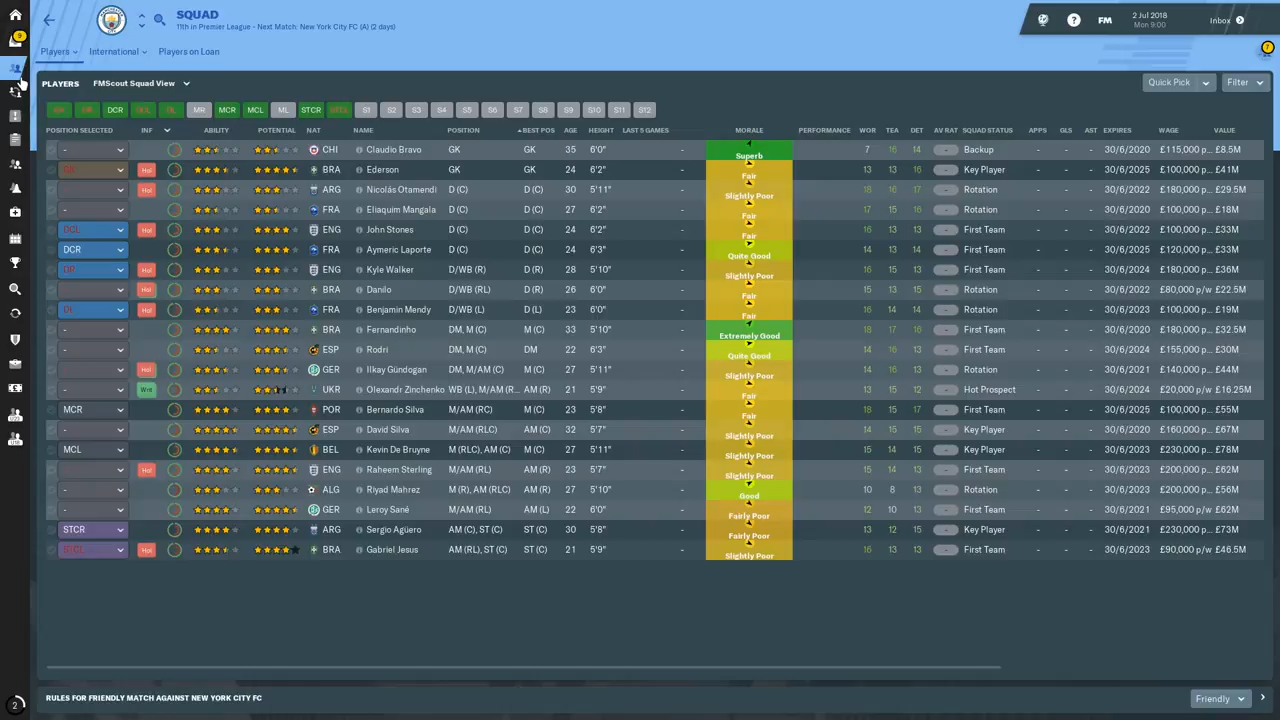 SQUAD
11th in Premier League - Next Match: New York City FC (A) (2 days)
FM 2 Jul 2018 Mon 9:00 Inbox
9
7
Players International Players on Loan
PLAYERS FMScout Squad View Quick Pick Filter
GK DR DCR DCL DL MR MCR MCL ML STCR STCL S1 S2 S3 S4 S5 S6 S7 S8 S9 S10 S11 S12
POSITION SELECTED INF ABILITY POTENTIAL NAT NAME POSITION BEST POS AGE HEIGHT LAST 5 GAMES MORALE PERFORMANCE WOR TEA DET AV RAT SQUAD STATUS APPS GLS AST EXPIRES WAGE VALUE
- CHI Claudio Bravo GK GK 35 6'0" - Superb 7 16 14 - Backup - - - 30/6/2020 £115,000 p... £8.5M
GK Hol BRA Ederson GK GK 24 6'2" - Fair 13 13 16 - Key Player - - - 30/6/2025 £100,000 p... £41M
- Hol ARG Nicolás Otamendi D (C) D (C) 30 5'11" - Slightly Poor 18 16 17 - Rotation - - - 30/6/2022 £180,000 p... £29.5M
- FRA Eliaquim Mangala D (C) D (C) 27 6'2" - Fair 17 15 16 - Rotation - - - 30/6/2020 £100,000 p... £18M
DCL Hol ENG John Stones D (C) D (C) 24 6'2" - Fair 16 13 13 - First Team - - - 30/6/2022 £100,000 p... £33M
DCR FRA Aymeric Laporte D (C) D (C) 24 6'3" - Quite Good 14 13 14 - First Team - - - 30/6/2025 £120,000 p... £33M
DR Hol ENG Kyle Walker D/WB (R) D (R) 28 5'10" - Slightly Poor 16 15 13 - First Team - - - 30/6/2024 £180,000 p... £36M
- Hol BRA Danilo D/WB (RL) D (R) 26 6'0" - Fair 15 13 15 - Rotation - - - 30/6/2022 £80,000 p/w £22.5M
DL Hol FRA Benjamin Mendy D/WB (L) D (L) 23 6'0" - Fair 16 14 14 - Rotation - - - 30/6/2023 £100,000 p... £19M
- BRA Fernandinho DM, M (C) M (C) 33 5'10" - Extremely Good 18 17 16 - First Team - - - 30/6/2020 £180,000 p... £32.5M
- ESP Rodri DM, M (C) DM 22 6'3" - Quite Good 14 16 13 - First Team - - - 30/6/2024 £155,000 p... £30M
- Hol GER Ilkay Gündogan DM, M (C) M (C) 27 5'11" - Slightly Poor 14 16 13 - Rotation - - - 30/6/2021 £140,000 p... £44M
- Wnt UKR Olexandr Zinchenko WB (L), M/AM (R... AM (R) 21 5'9" - Fair 13 15 12 - Hot Prospect - - - 30/6/2024 £20,000 p/w £16.25M
MCR POR Bernardo Silva M/AM (RC) M (C) 23 5'8" - Fair 18 15 17 - First Team - - - 30/6/2025 £100,000 p... £55M
- ESP David Silva M/AM (RLC) AM (C) 32 5'7" - Slightly Poor 14 15 15 - Key Player - - - 30/6/2020 £160,000 p... £67M
MCL BEL Kevin De Bruyne M (RLC), AM (C) M (C) 27 5'11" - Slightly Poor 15 14 15 - Key Player - - - 30/6/2023 £230,000 p... £78M
- Hol ENG Raheem Sterling M/AM (RL) AM (R) 23 5'7" - Slightly Poor 15 14 13 - First Team - - - 30/6/2023 £200,000 p... £62M
- ALG Riyad Mahrez M (R), AM (RLC) AM (R) 27 5'10" - Good 10 8 13 - Rotation - - - 30/6/2023 £200,000 p... £56M
- GER Leroy Sané M/AM (RL) AM (L) 22 6'0" - Fairly Poor 12 10 13 - First Team - - - 30/6/2021 £95,000 p/w £62M
STCR ARG Sergio Agüero AM (C), ST (C) ST (C) 30 5'8" - Fairly Poor 13 12 15 - Key Player - - - 30/6/2021 £230,000 p... £73M
STCL Hol BRA Gabriel Jesus AM (RL), ST (C) ST (C) 21 5'9" - Slightly Poor 16 13 13 - First Team - - - 30/6/2023 £90,000 p/w £46.5M
RULES FOR FRIENDLY MATCH AGAINST NEW YORK CITY FC Friendly
2